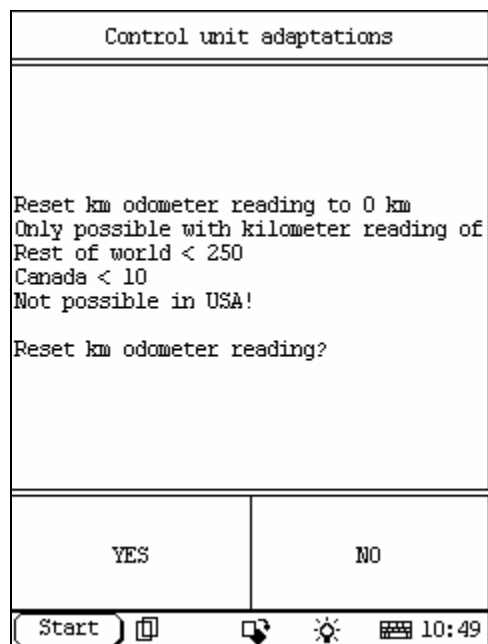 Control unit adaptations
Reset km odometer reading to 0 km
Only possible with kilometer reading of
Rest of world < 250
Canada < 10
Not possible in USA!
Reset km odometer reading?
YES
NO
Start
10:49